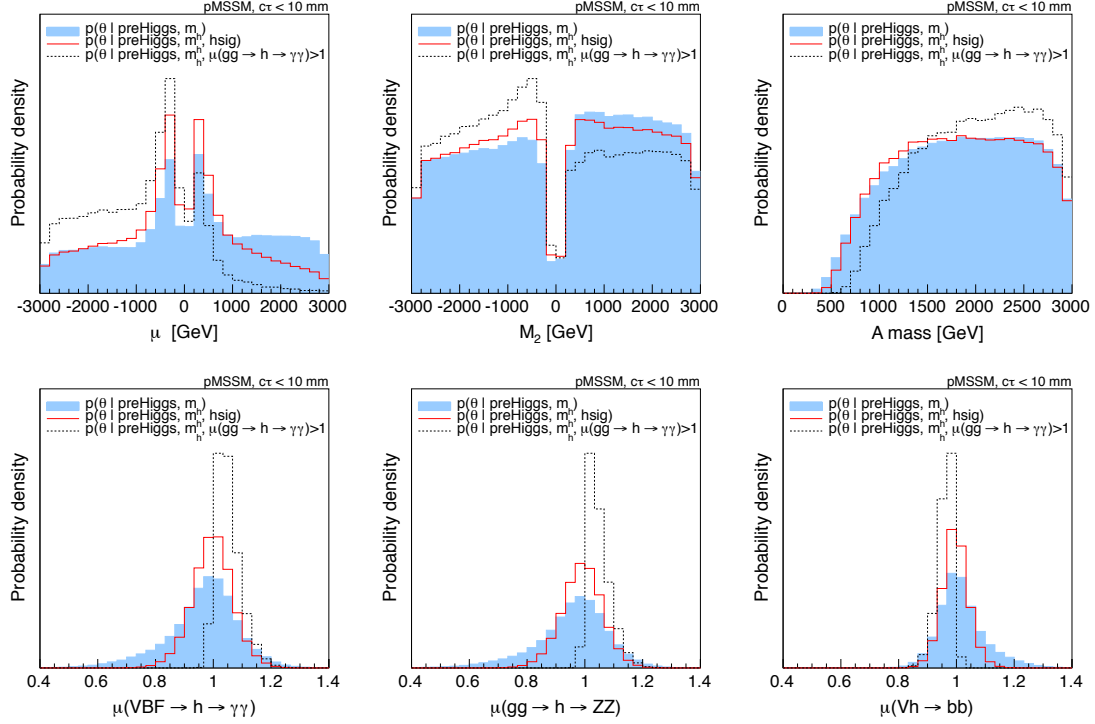 pMSSM, cτ < 10 mm
p(θ | preHiggs, m_h)
p(θ | preHiggs, m_h, hsig)
p(θ | preHiggs, m_h, μ(gg → h → γγ)>1
Probability density
-3000 -2000 -1000 0 1000 2000 3000
μ [GeV]
pMSSM, cτ < 10 mm
p(θ | preHiggs, m_h)
p(θ | preHiggs, m_h, hsig)
p(θ | preHiggs, m_h, μ(gg → h → γγ)>1
Probability density
-3000 -2000 -1000 0 1000 2000 3000
M_2 [GeV]
pMSSM, cτ < 10 mm
p(θ | preHiggs, m_h)
p(θ | preHiggs, m_h, hsig)
p(θ | preHiggs, m_h, μ(gg → h → γγ)>1
Probability density
0 500 1000 1500 2000 2500 3000
A mass [GeV]
pMSSM, cτ < 10 mm
p(θ | preHiggs, m_h)
p(θ | preHiggs, m_h, hsig)
p(θ | preHiggs, m_h, μ(gg → h → γγ)>1
Probability density
0.4 0.6 0.8 1 1.2 1.4
μ(VBF → h → γγ)
pMSSM, cτ < 10 mm
p(θ | preHiggs, m_h)
p(θ | preHiggs, m_h, hsig)
p(θ | preHiggs, m_h, μ(gg → h → γγ)>1
Probability density
0.4 0.6 0.8 1 1.2 1.4
μ(gg → h → ZZ)
pMSSM, cτ < 10 mm
p(θ | preHiggs, m_h)
p(θ | preHiggs, m_h, hsig)
p(θ | preHiggs, m_h, μ(gg → h → γγ)>1
Probability density
0.4 0.6 0.8 1 1.2 1.4
μ(Vh → bb)